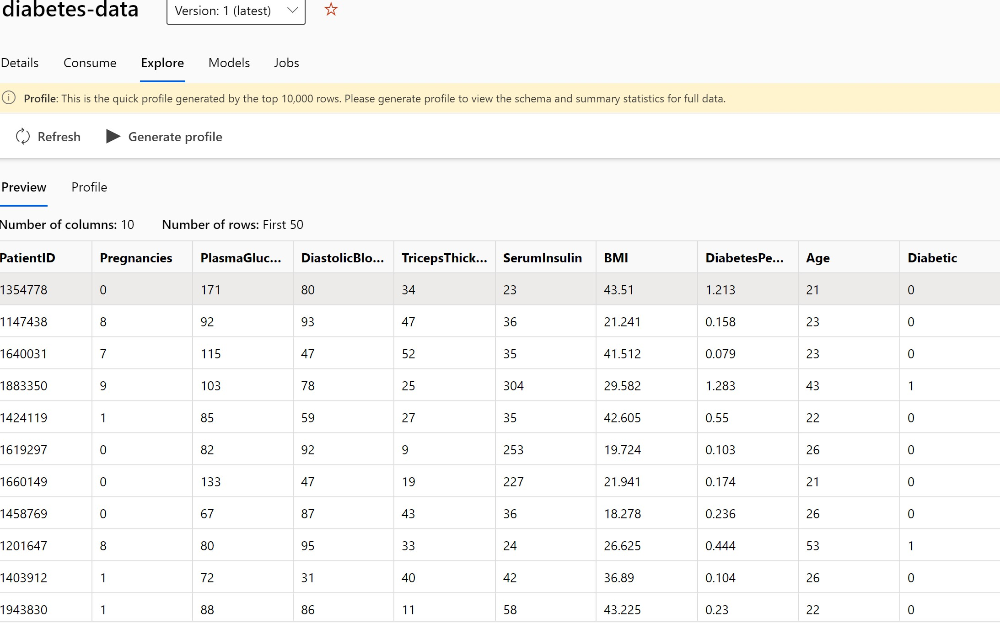 diabetes-data Version: 1 (latest)
Details Consume Explore Models Jobs
Profile: This is the quick profile generated by the top 10,000 rows. Please generate profile to view the schema and summary statistics for full data.
Refresh Generate profile
Preview Profile
Number of columns: 10 Number of rows: First 50
PatientID Pregnancies PlasmaGluc... DiastolicBlo... TricepsThick... SerumInsulin BMI DiabetesPe... Age Diabetic
1354778 0 171 80 34 23 43.51 1.213 21 0
1147438 8 92 93 47 36 21.241 0.158 23 0
1640031 7 115 47 52 35 41.512 0.079 23 0
1883350 9 103 78 25 304 29.582 1.283 43 1
1424119 1 85 59 27 35 42.605 0.55 22 0
1619297 0 82 92 9 253 19.724 0.103 26 0
1660149 0 133 47 19 227 21.941 0.174 21 0
1458769 0 67 87 43 36 18.278 0.236 26 0
1201647 8 80 95 33 24 26.625 0.444 53 1
1403912 1 72 31 40 42 36.89 0.104 26 0
1943830 1 88 86 11 58 43.225 0.23 22 0